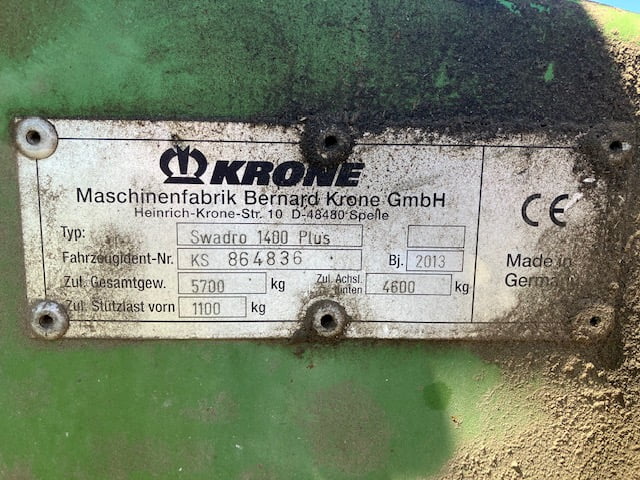 KRONE
Maschinenfabrik Bernard Krone GmbH
Heinrich-Krone-Str. 10 D-48480 Spelle
Typ: Swadro 1400 Plus
Fahrzeugident-Nr. KS 864836 Bj. 2013
Zul. Gesamtgew. 5700 kg Zul. Achsl. hinten 4600 kg
Zul. Stützlast vorn 1100 kg
CE
Made in
Germany